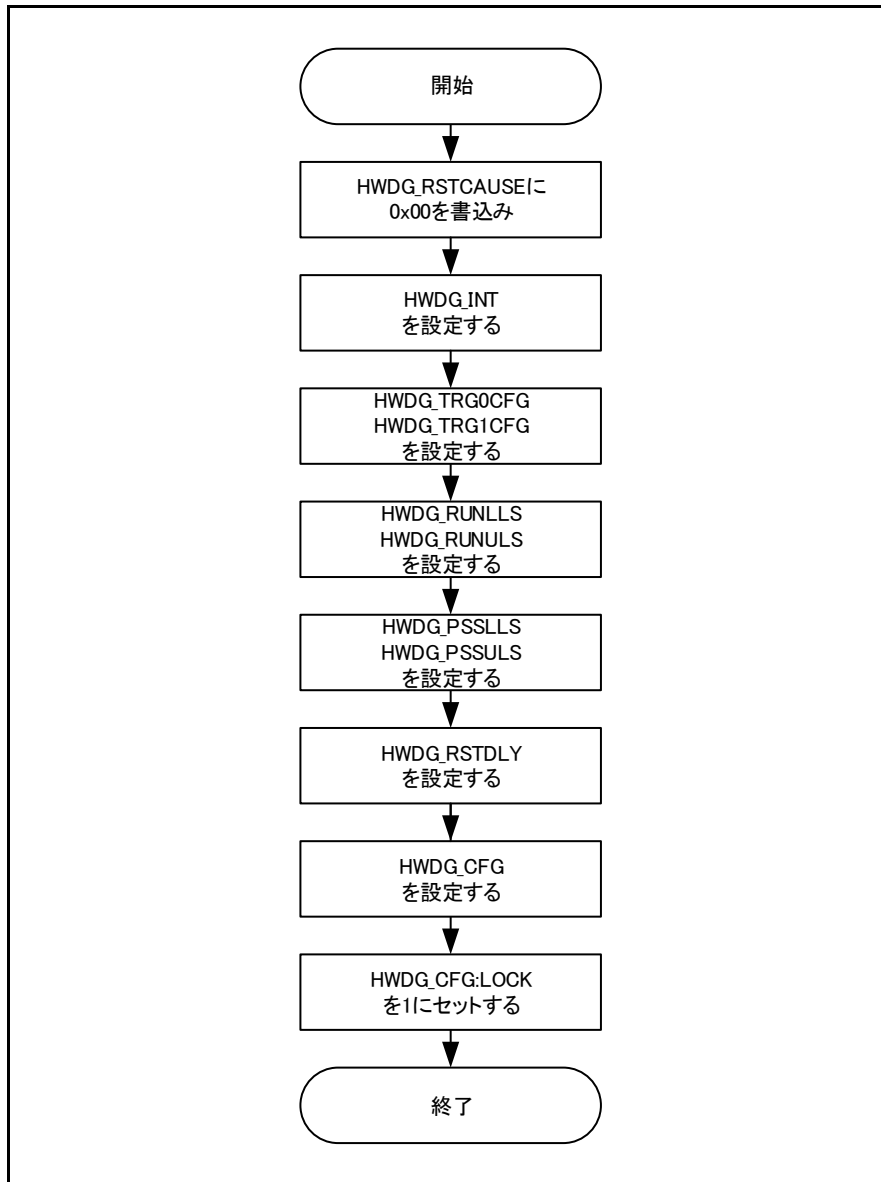 開始
HWDG_RSTCAUSEに
0x00を書込み
HWDG_INT
を設定する
HWDG_TRG0CFG
HWDG_TRG1CFG
を設定する
HWDG_RUNLLS
HWDG_RUNULS
を設定する
HWDG_PSSLLS
HWDG_PSSULS
を設定する
HWDG_RSTDLY
を設定する
HWDG_CFG
を設定する
HWDG_CFG:LOCK
を1にセットする
終了